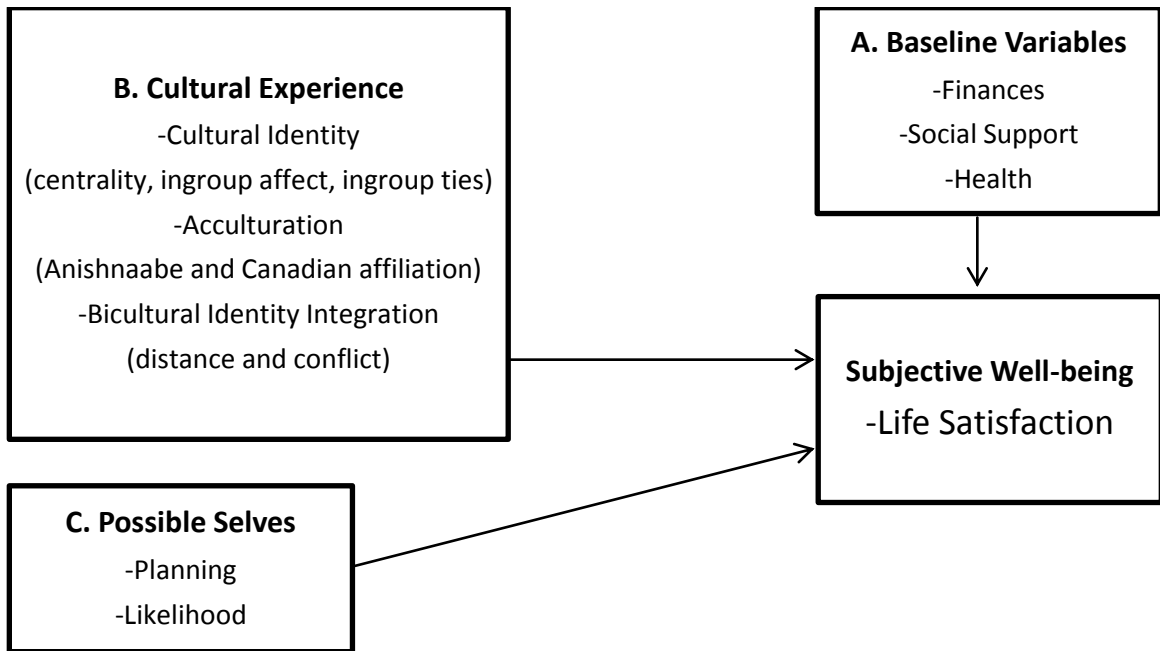 B. Cultural Experience
-Cultural Identity
(centrality, ingroup affect, ingroup ties)
-Acculturation
(Anishnaabe and Canadian affiliation)
-Bicultural Identity Integration
(distance and conflict)
A. Baseline Variables
-Finances
-Social Support
-Health
Subjective Well-being
-Life Satisfaction
C. Possible Selves
-Planning
-Likelihood